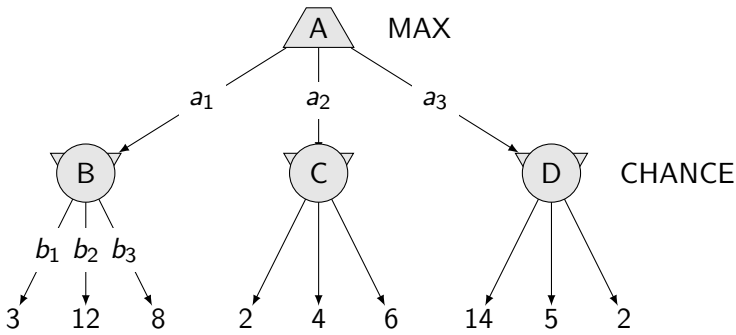 A MAX
a₁ a₂ a₃
B C D CHANCE
b₁ b₂ b₃
3 12 8 2 4 6 14 5 2